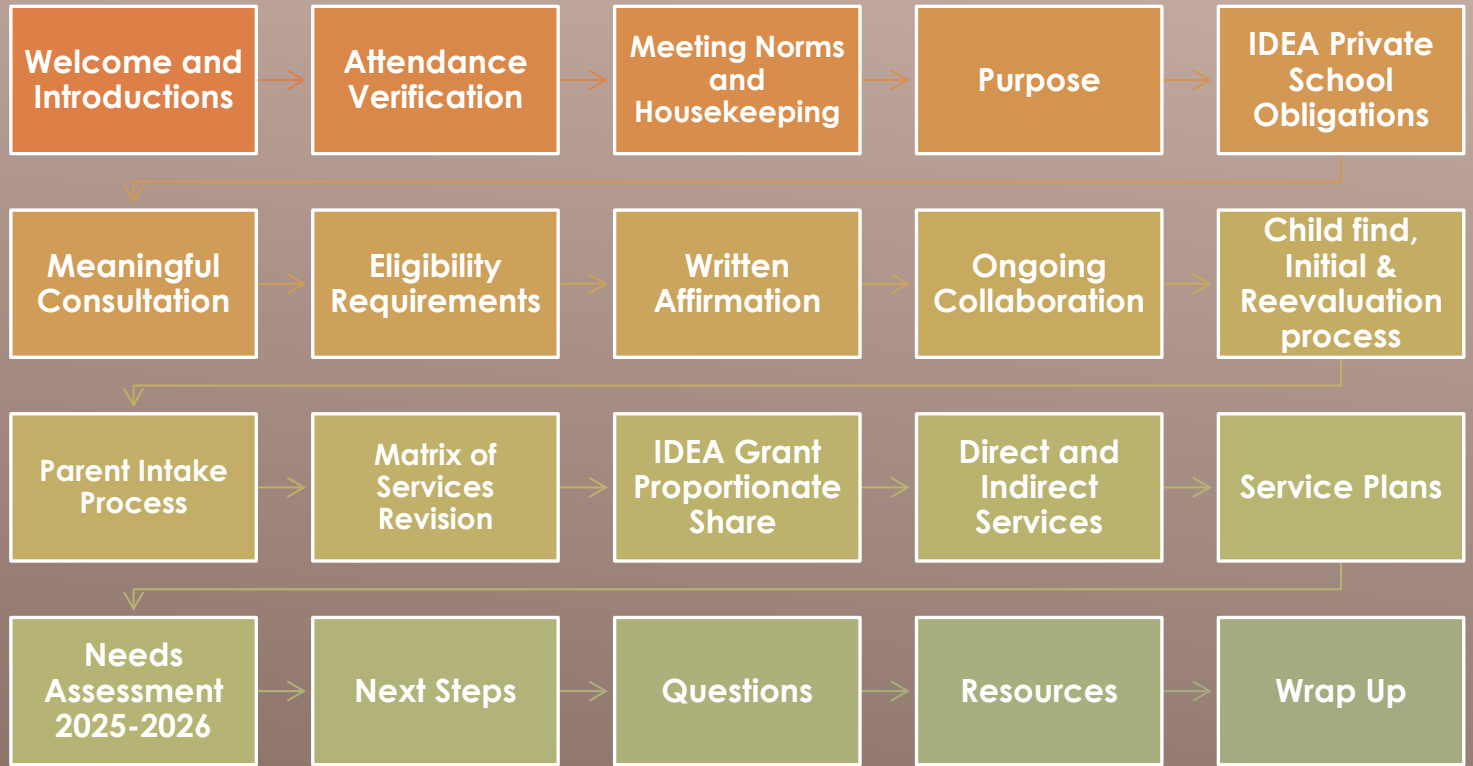 Welcome and
Introductions
Attendance
Verification
Meeting Norms
and
Housekeeping
Purpose
IDEA Private
School
Obligations
Meaningful
Consultation
Eligibility
Requirements
Written
Affirmation
Ongoing
Collaboration
Child find,
Initial &
Reevaluation
process
Parent Intake
Process
Matrix of
Services
Revision
IDEA Grant
Proportionate
Share
Direct and
Indirect
Services
Service Plans
Needs
Assessment
2025-2026
Next Steps
Questions
Resources
Wrap Up